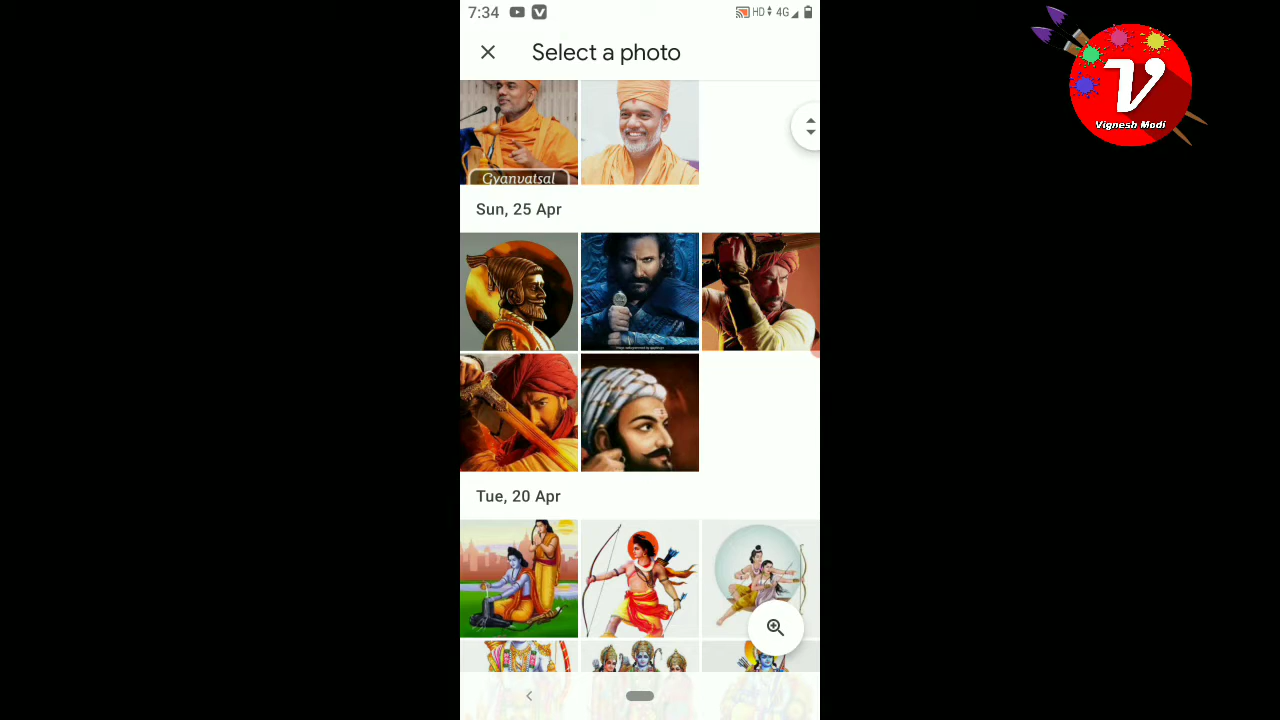 7:34
HD 4G
Select a photo
Gyanvatsal
Sun, 25 Apr
Tue, 20 Apr
V
Vignesh Modi